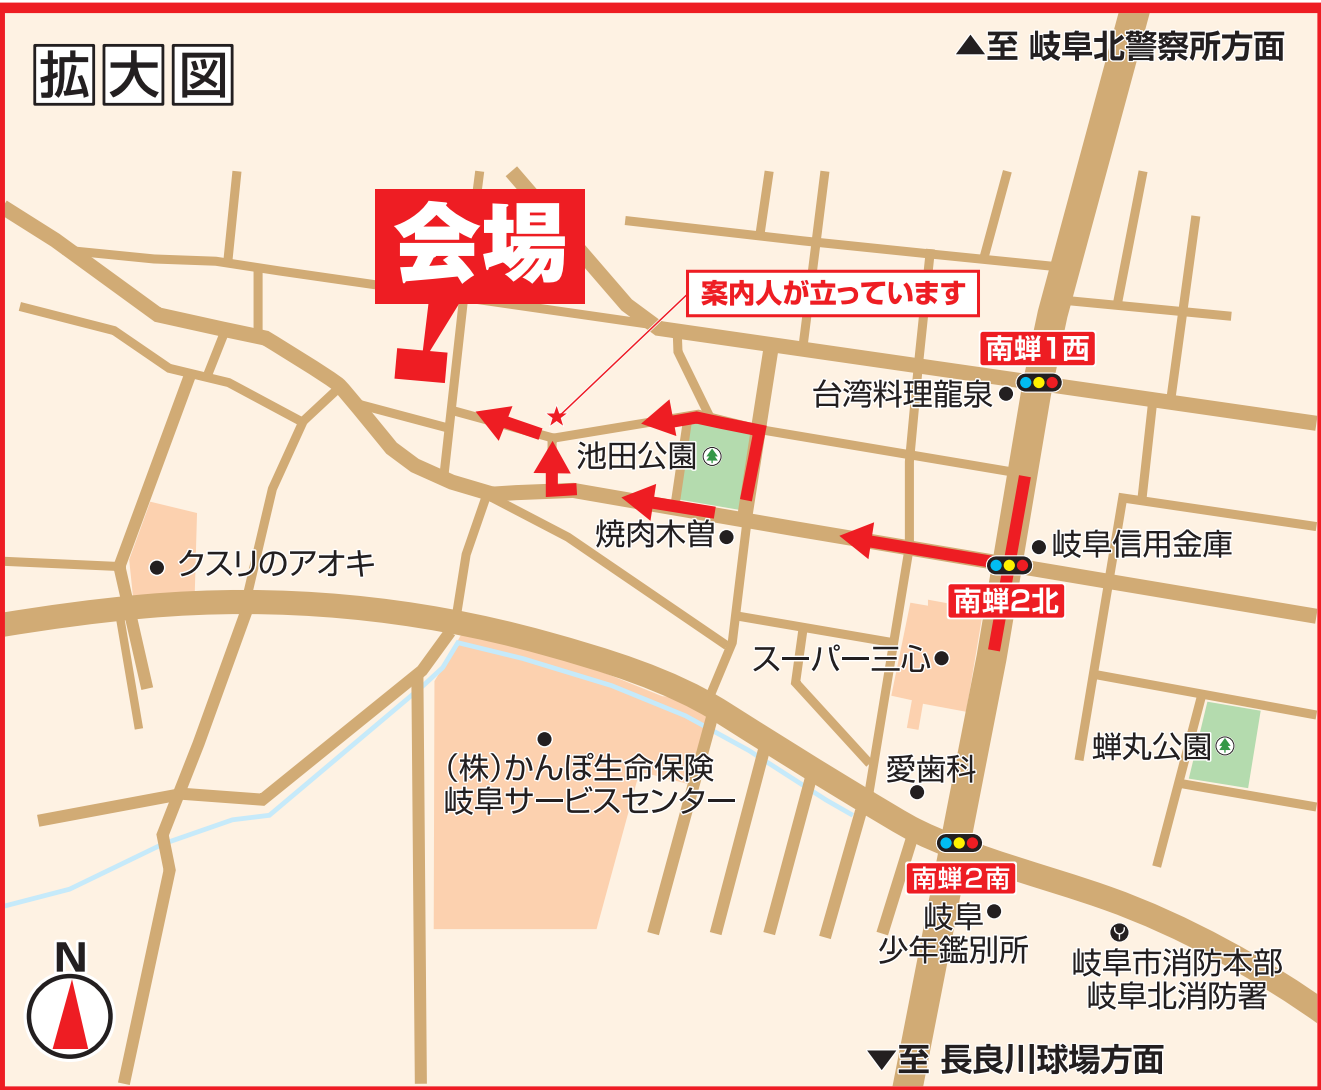 拡大図
▲至 岐阜北警察所方面
会場
案内人が立っています
南蝉1西
台湾料理龍泉
池田公園
焼肉木曽
クスリのアオキ
岐阜信用金庫
南蝉2北
スーパー三心
蝉丸公園
(株)かんぽ生命保険
岐阜サービスセンター
愛歯科
南蝉2南
岐阜
少年鑑別所
岐阜市消防本部
岐阜北消防署
N
▼至 長良川球場方面